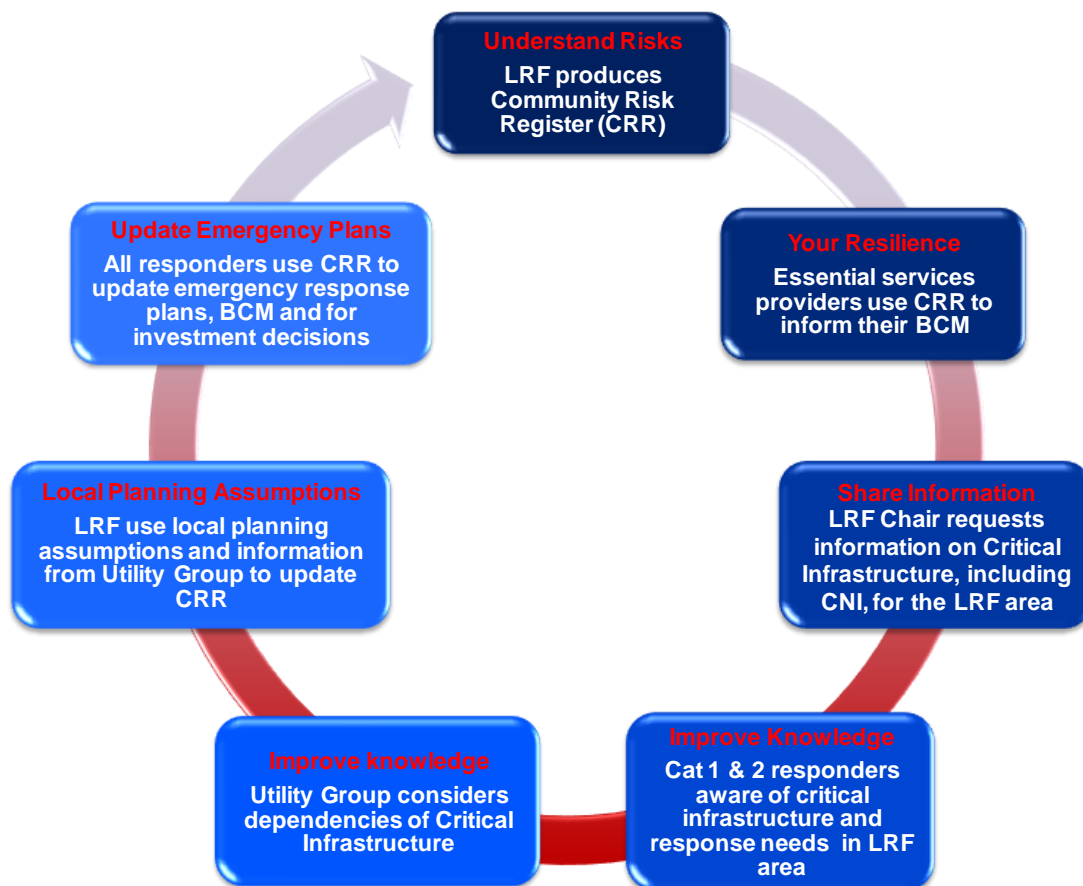 Understand Risks
LRF produces
Community Risk
Register (CRR)
Your Resilience
Essential services
providers use CRR to
inform their BCM
Share Information
LRF Chair requests
information on Critical
Infrastructure, including
CNI, for the LRF area
Improve Knowledge
Cat 1 & 2 responders
aware of critical
infrastructure and
response needs in LRF
area
Improve knowledge
Utility Group considers
dependencies of Critical
Infrastructure
Local Planning Assumptions
LRF use local planning
assumptions and information
from Utility Group to update
CRR
Update Emergency Plans
All responders use CRR to
update emergency response
plans, BCM and for
investment decisions